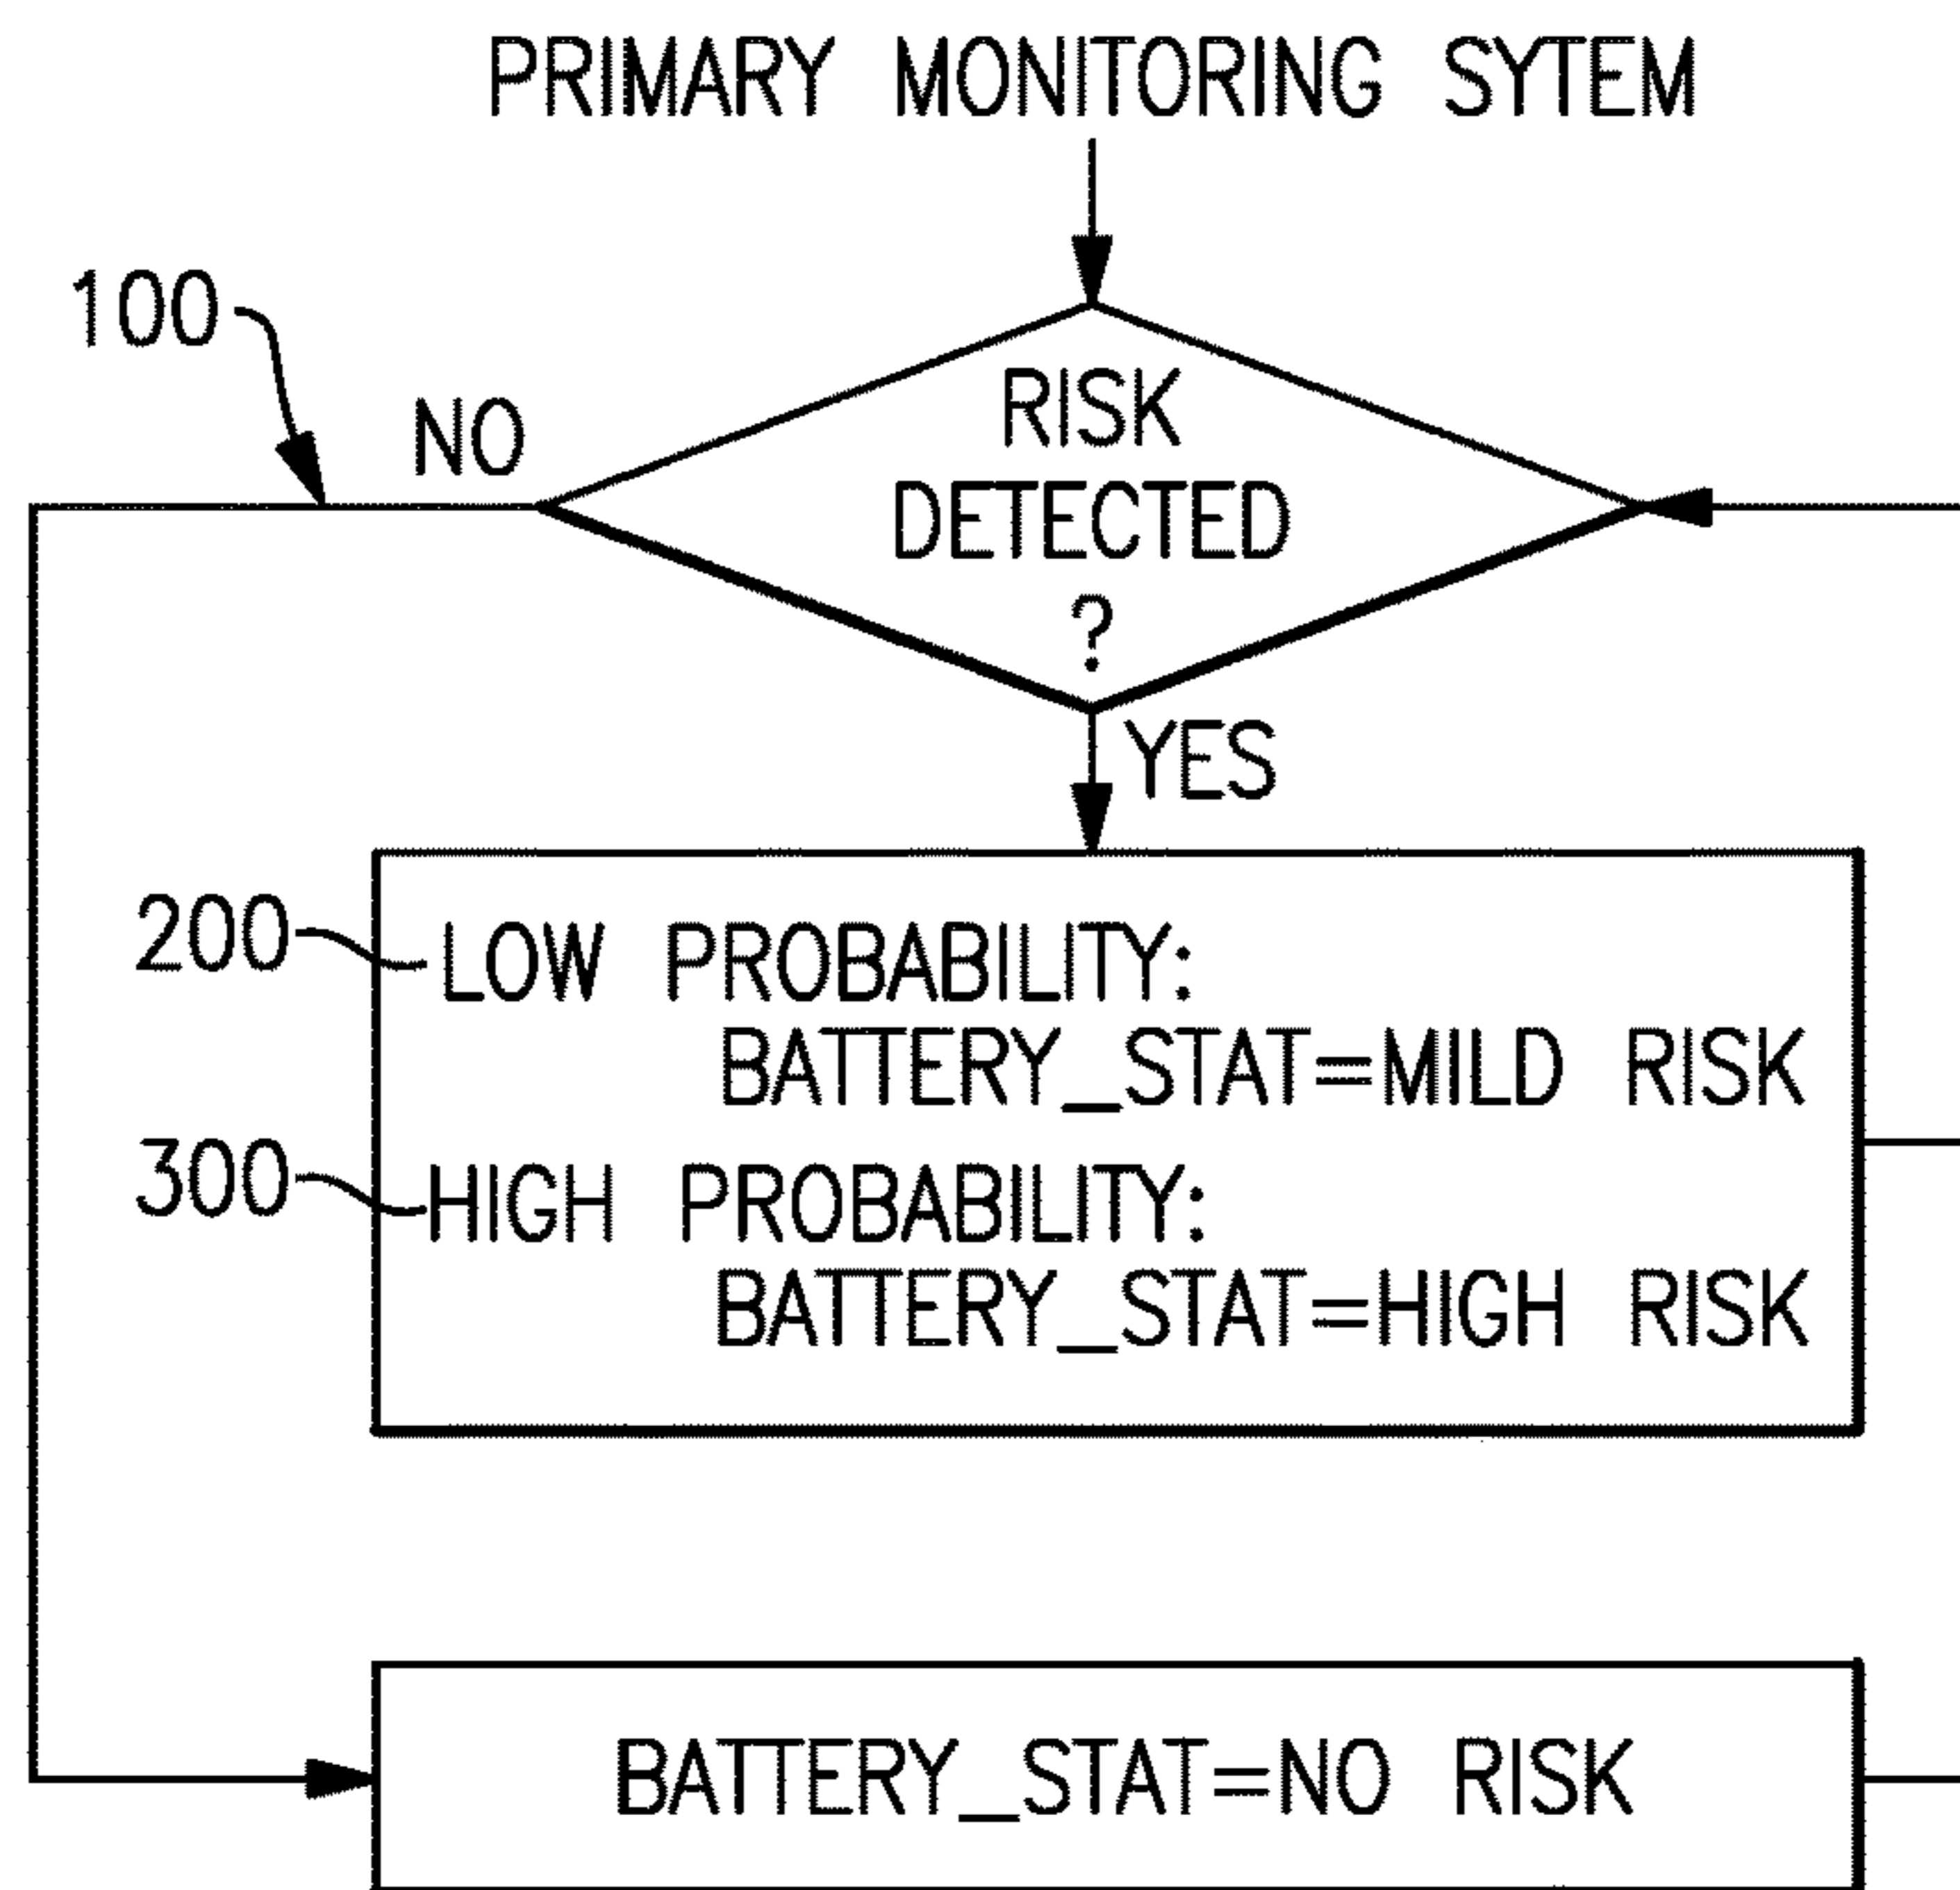 PRIMARY MONITORING SYTEM
100
NO
RISK
DETECTED
?
YES
200
LOW PROBABILITY:
BATTERY_STAT=MILD RISK
300
HIGH PROBABILITY:
BATTERY_STAT=HIGH RISK
BATTERY_STAT=NO RISK